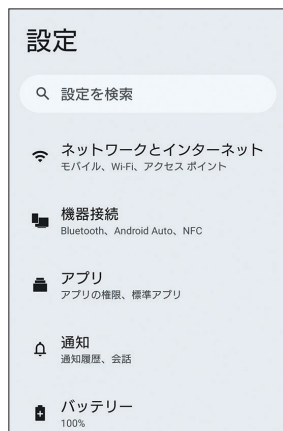 設定
設定を検索
ネットワークとインターネット
モバイル、Wi-Fi、アクセス ポイント
機器接続
Bluetooth、Android Auto、NFC
アプリ
アプリの権限、標準アプリ
通知
通知履歴、会話
バッテリー
100%